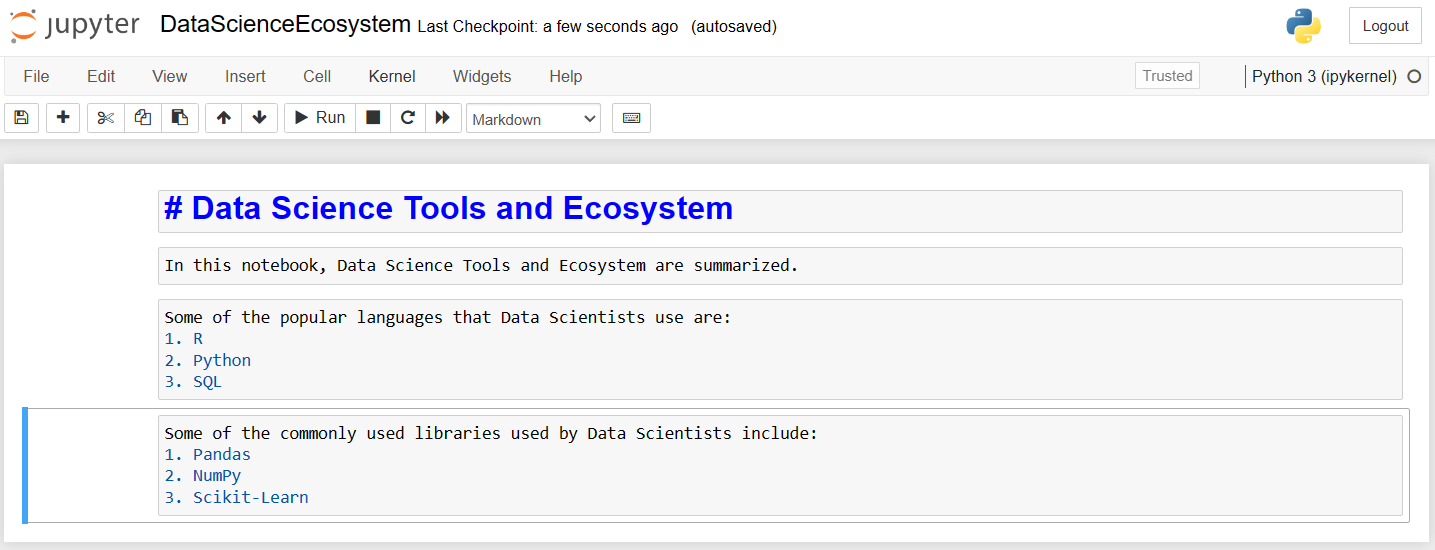 jupyter DataScienceEcosystem Last Checkpoint: a few seconds ago (autosaved) Logout
File Edit View Insert Cell Kernel Widgets Help Trusted Python 3 (ipykernel)
Run Markdown
# Data Science Tools and Ecosystem
In this notebook, Data Science Tools and Ecosystem are summarized.
Some of the popular languages that Data Scientists use are:
1. R
2. Python
3. SQL
Some of the commonly used libraries used by Data Scientists include:
1. Pandas
2. NumPy
3. Scikit-Learn